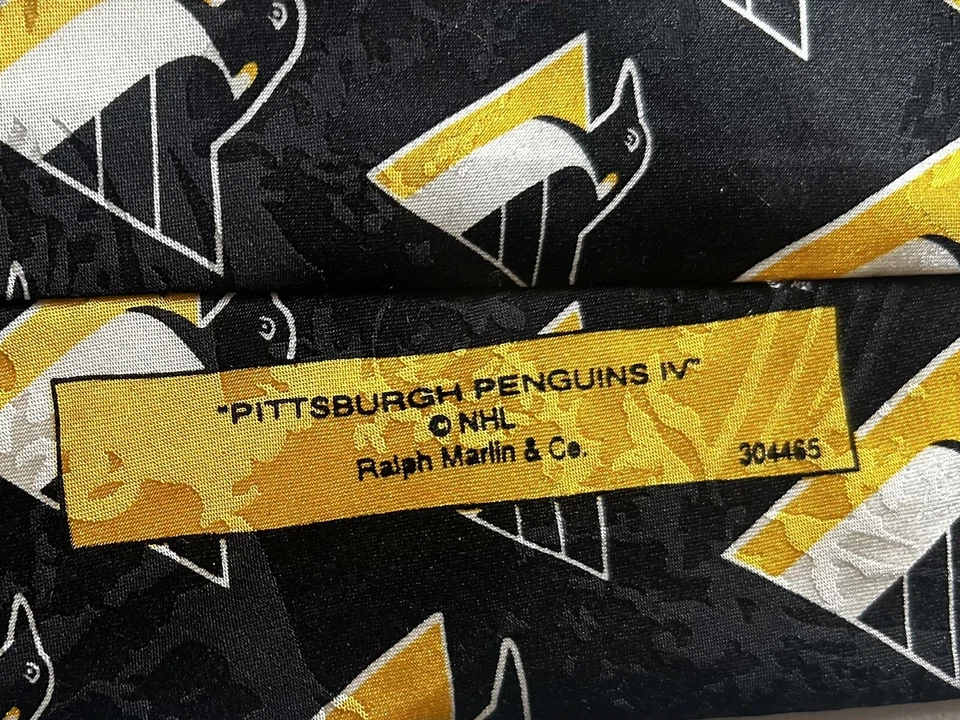 "PITTSBURGH PENGUINS IV"
© NHL
Ralph Marlin & Co.
304465